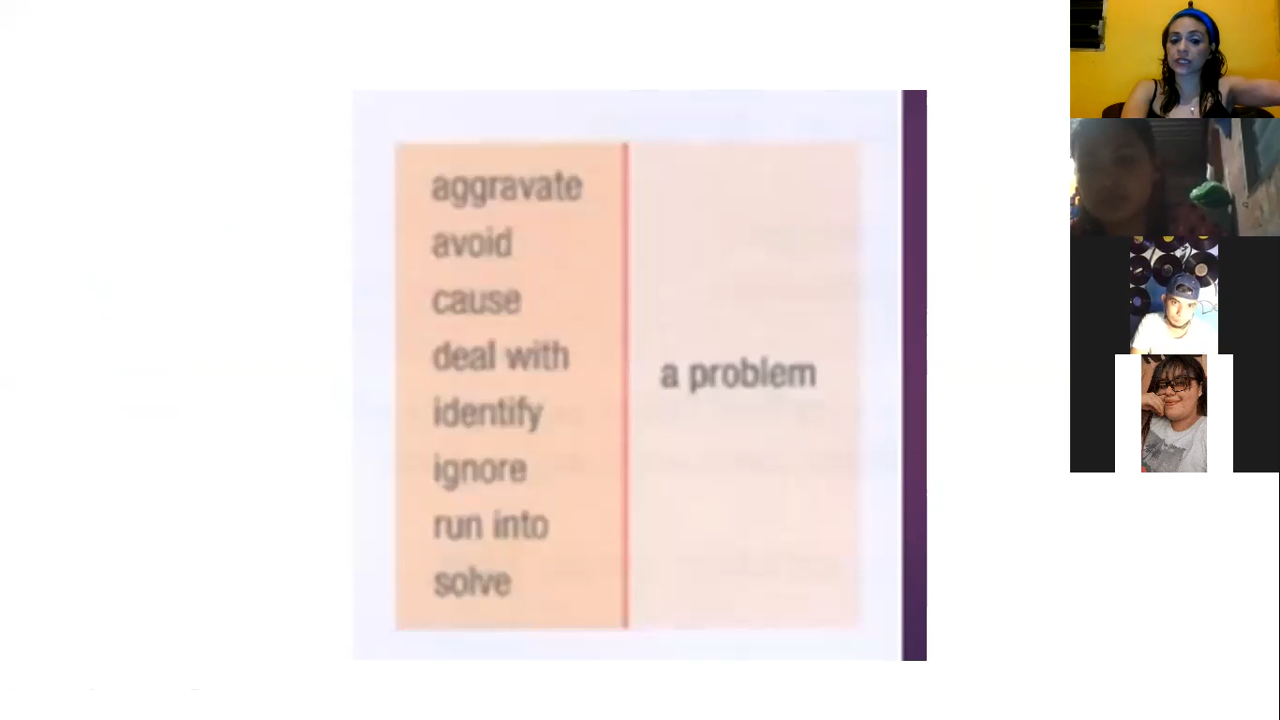 aggravate
avoid
cause
deal with
identify
ignore
run into
solve
a problem